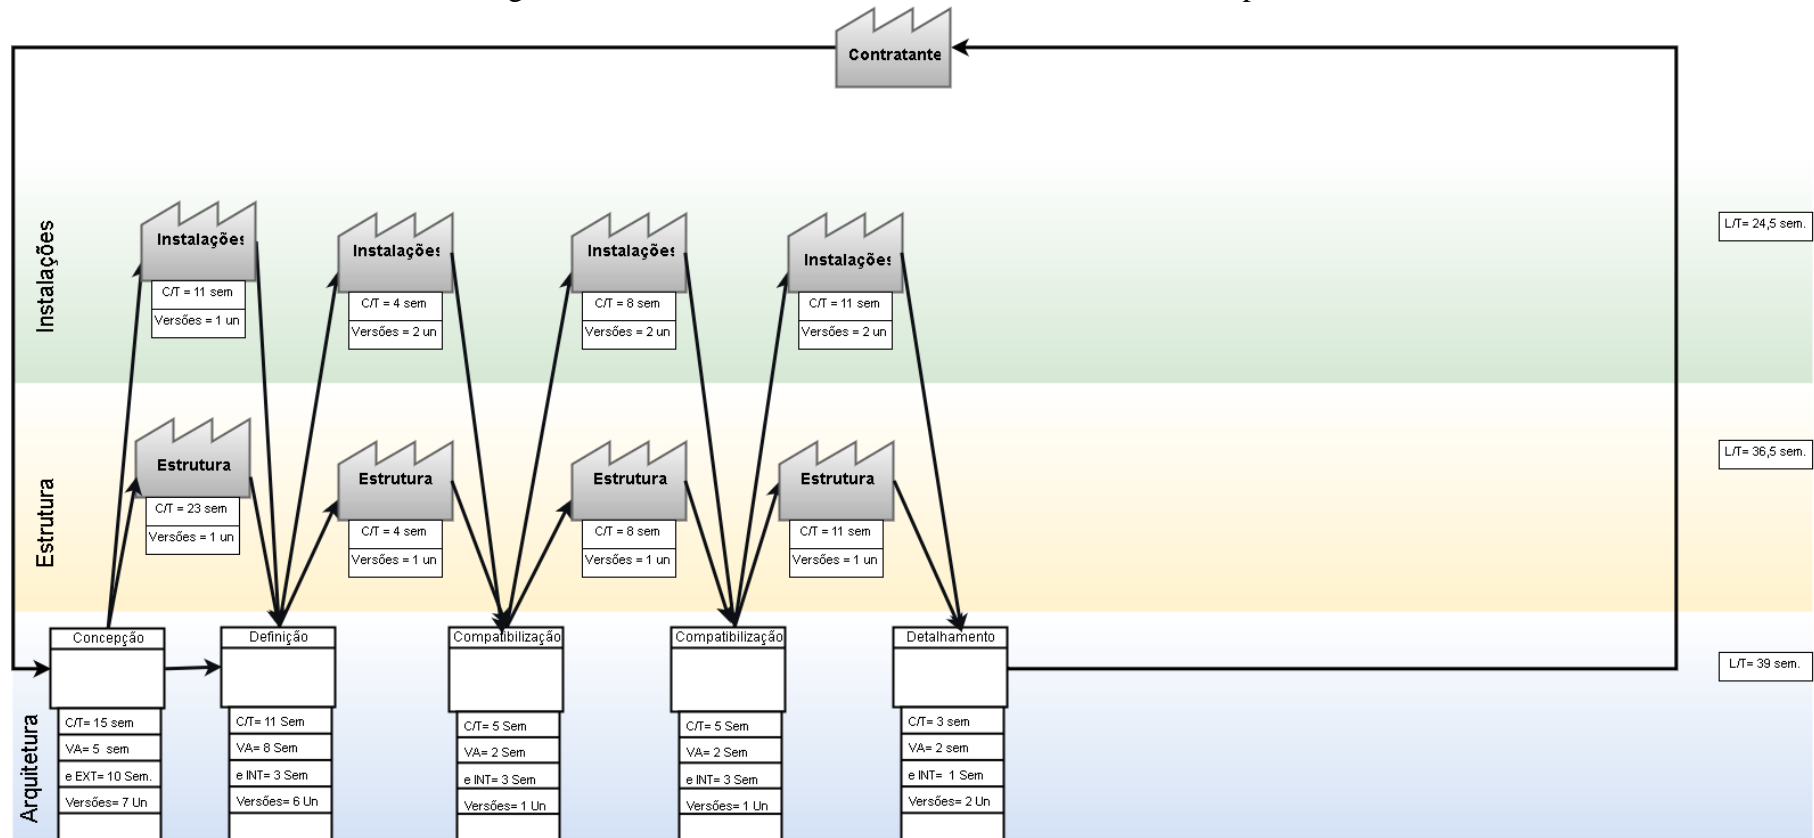 Contratante
Instalações
Instalações
C/T = 11 sem
Versões = 1 un
Instalações
C/T = 4 sem
Versões = 2 un
Instalações
C/T = 8 sem
Versões = 2 un
Instalações
C/T = 11 sem
Versões = 2 un
L/T= 24,5 sem.
Estrutura
Estrutura
C/T = 23 sem
Versões = 1 un
Estrutura
C/T = 4 sem
Versões = 1 un
Estrutura
C/T = 8 sem
Versões = 1 un
Estrutura
C/T = 11 sem
Versões = 1 un
L/T= 36,5 sem.
Arquitetura
Concepção
C/T= 15 sem
VA= 5 sem
e EXT= 10 Sem.
Versões= 7 Un
Definição
C/T= 11 Sem
VA= 8 Sem
e INT= 3 Sem
Versões= 6 Un
Compatibilização
C/T= 5 Sem
VA= 2 Sem
e INT= 3 Sem
Versões= 1 Un
Compatibilização
C/T= 5 Sem
VA= 2 Sem
e INT= 3 Sem
Versões= 1 Un
Detalhamento
C/T= 3 sem
VA= 2 sem
e INT= 1 Sem
Versões= 2 Un
L/T= 39 sem.